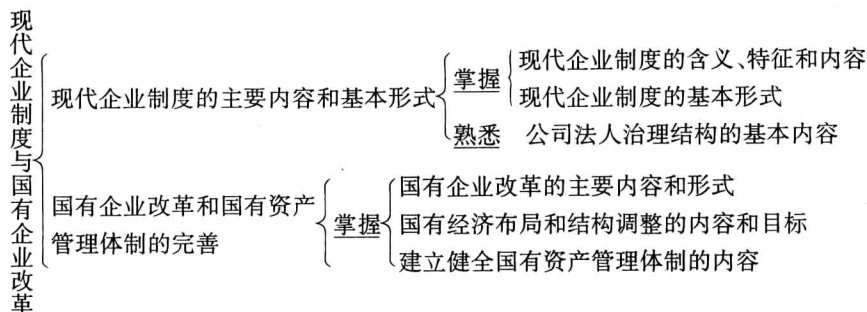 现代企业制度与国有企业改革
现代企业制度的主要内容和基本形式
掌握
现代企业制度的含义、特征和内容
现代企业制度的基本形式
熟悉 公司法人治理结构的基本内容
国有企业改革和国有资产
管理体制的完善
掌握
国有企业改革的主要内容和形式
国有经济布局和结构调整的内容和目标
建立健全国有资产管理体制的内容